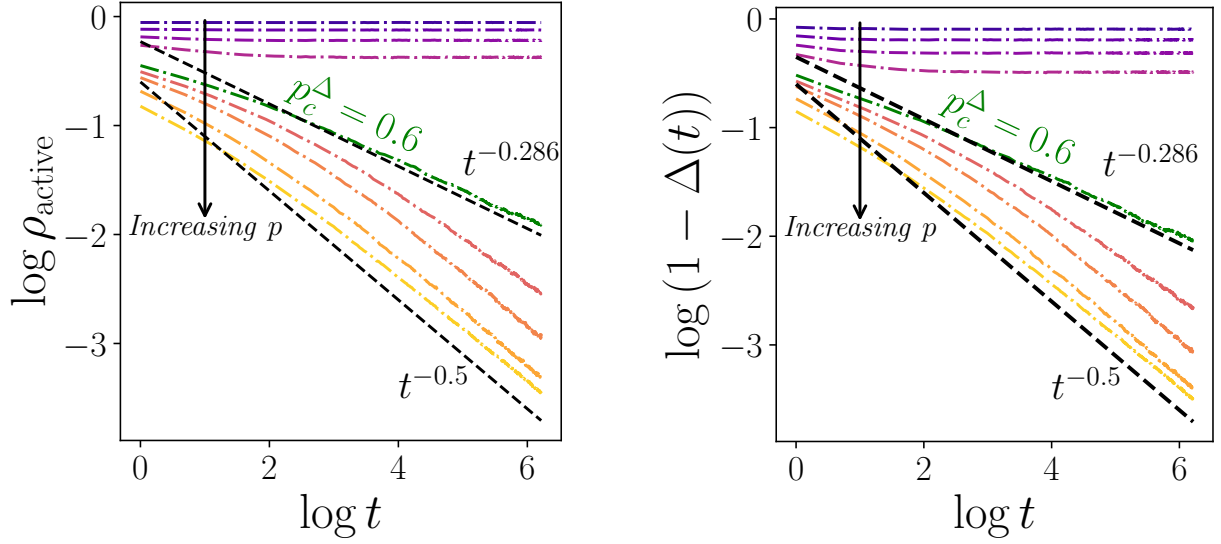 0
−1
−2
−3
log ρ_active
p_c^Δ = 0.6
t^{−0.286}
Increasing p
t^{−0.5}
0 2 4 6
log t
0
−1
−2
−3
log (1 − Δ(t))
p_c^Δ = 0.6
t^{−0.286}
Increasing p
t^{−0.5}
0 2 4 6
log t